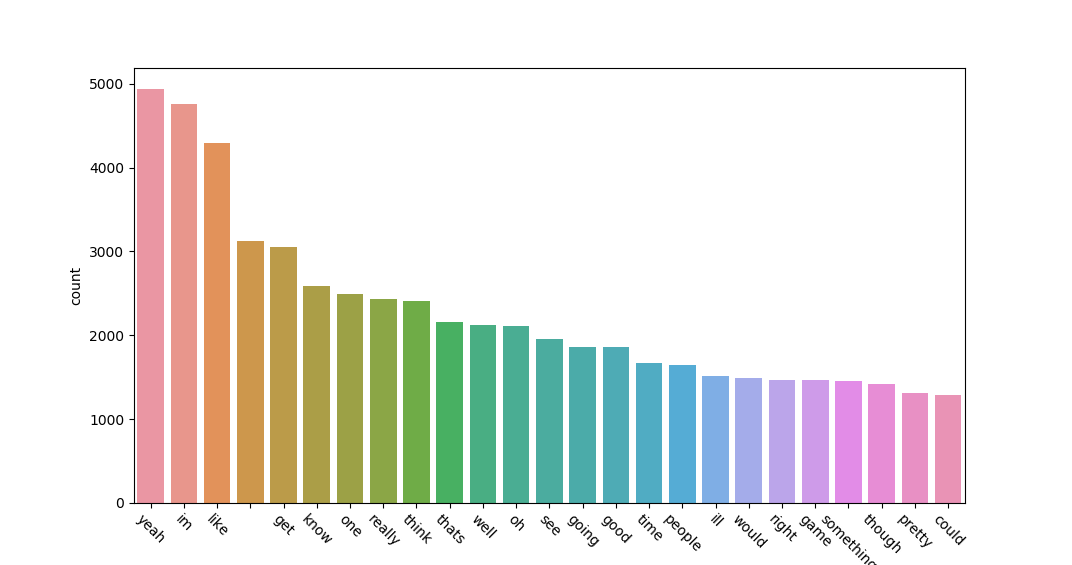 5000
4000
3000
2000
1000
0
count
yeah
im
like
get
know
one
really
think
thats
well
oh
see
going
good
time
people
ill
would
right
game
something
though
pretty
could